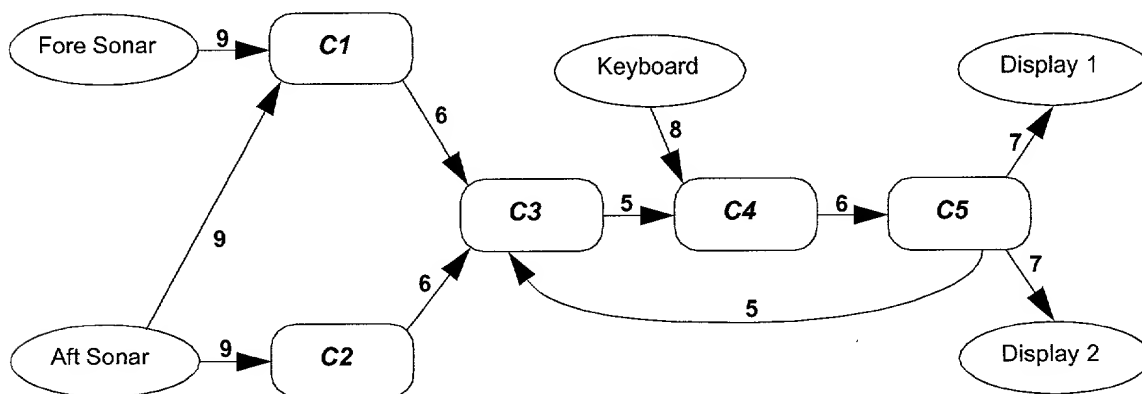 Fore Sonar
9
C1
Keyboard
Display 1
6
8
7
9
C3
5
C4
6
C5
6
7
5
Aft Sonar
9
C2
Display 2